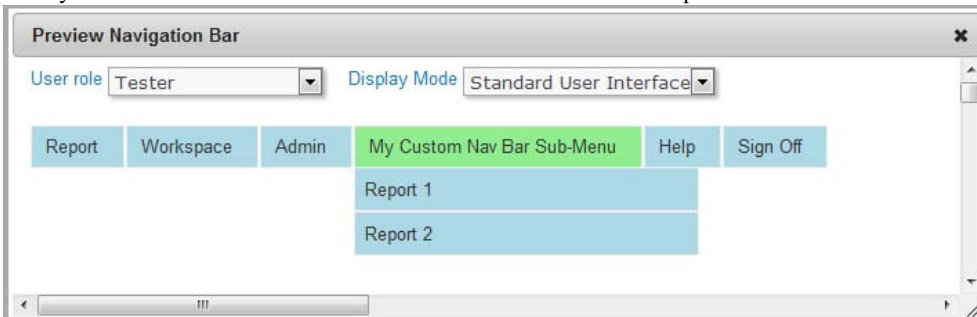 Preview Navigation Bar
User role Tester Display Mode Standard User Interface
Report Workspace Admin My Custom Nav Bar Sub-Menu Help Sign Off
Report 1
Report 2